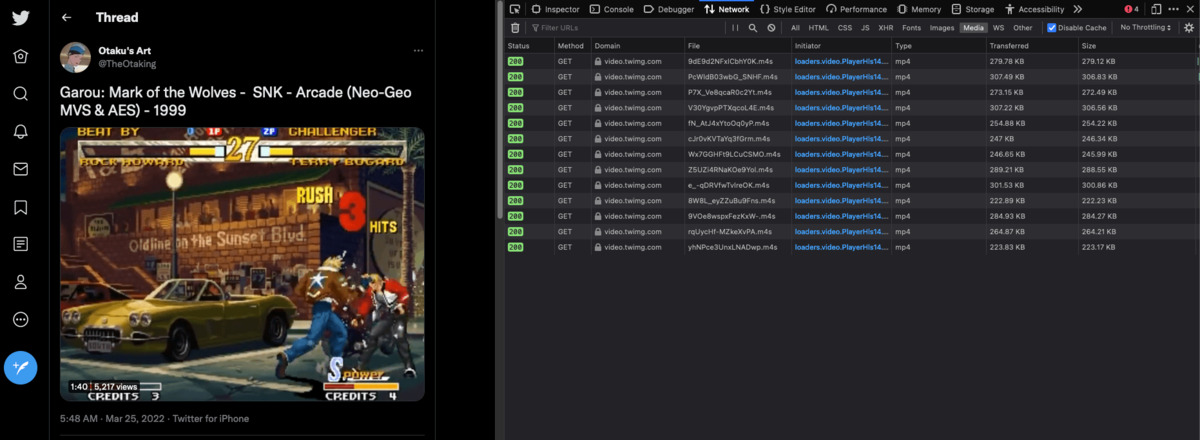 Thread
Otaku's Art
@TheOtaking
Garou: Mark of the Wolves - SNK - Arcade (Neo-Geo
MVS & AES) - 1999
BEAT BY 1P 27 2P CHALLENGER
ROCK HOWARD TERRY BOGARD
RUSH 3 HITS
Oldline on the Sunset Blvd.
S power
1:40 5,217 views
CREDITS 3 CREDITS 4
5:48 AM · Mar 25, 2022 · Twitter for iPhone
Inspector Console Debugger Network Style Editor Performance Memory Storage Accessibility 4
Filter URLs All HTML CSS JS XHR Fonts Images Media WS Other Disable Cache No Throttling
Status Method Domain File Initiator Type Transferred Size
200 GET video.twimg.com 9dE9d2NFxlCbhY0K.m4s loaders.video.PlayerHls14.... mp4 279.78 KB 279.12 KB
200 GET video.twimg.com PcWIdB03wbG_SNHF.m4s loaders.video.PlayerHls14.... mp4 307.49 KB 306.83 KB
200 GET video.twimg.com P7X_Ve8qcaR0c2Yt.m4s loaders.video.PlayerHls14.... mp4 273.15 KB 272.49 KB
200 GET video.twimg.com V30YgvpPTXqcoL4E.m4s loaders.video.PlayerHls14.... mp4 307.22 KB 306.56 KB
200 GET video.twimg.com fN_AtJ4xYtoOq0yP.m4s loaders.video.PlayerHls14.... mp4 254.88 KB 254.22 KB
200 GET video.twimg.com cJr0vKVTaYq3fGrm.m4s loaders.video.PlayerHls14.... mp4 247 KB 246.34 KB
200 GET video.twimg.com Wx7GGHFt9LCuCSMO.m4s loaders.video.PlayerHls14.... mp4 246.65 KB 245.99 KB
200 GET video.twimg.com Z5UZi4RNaKOe9Yol.m4s loaders.video.PlayerHls14.... mp4 289.21 KB 288.55 KB
200 GET video.twimg.com e_-qDRVfwTvIreOK.m4s loaders.video.PlayerHls14.... mp4 301.53 KB 300.86 KB
200 GET video.twimg.com 8W8L_eyZZuBu9Fns.m4s loaders.video.PlayerHls14.... mp4 222.89 KB 222.23 KB
200 GET video.twimg.com 9VOe8wspxFezKxW-.m4s loaders.video.PlayerHls14.... mp4 284.93 KB 284.27 KB
200 GET video.twimg.com rqUycHf-MZkeXvPA.m4s loaders.video.PlayerHls14.... mp4 264.87 KB 264.21 KB
200 GET video.twimg.com yhNPce3UnxLNADwp.m4s loaders.video.PlayerHls14.... mp4 223.83 KB 223.17 KB